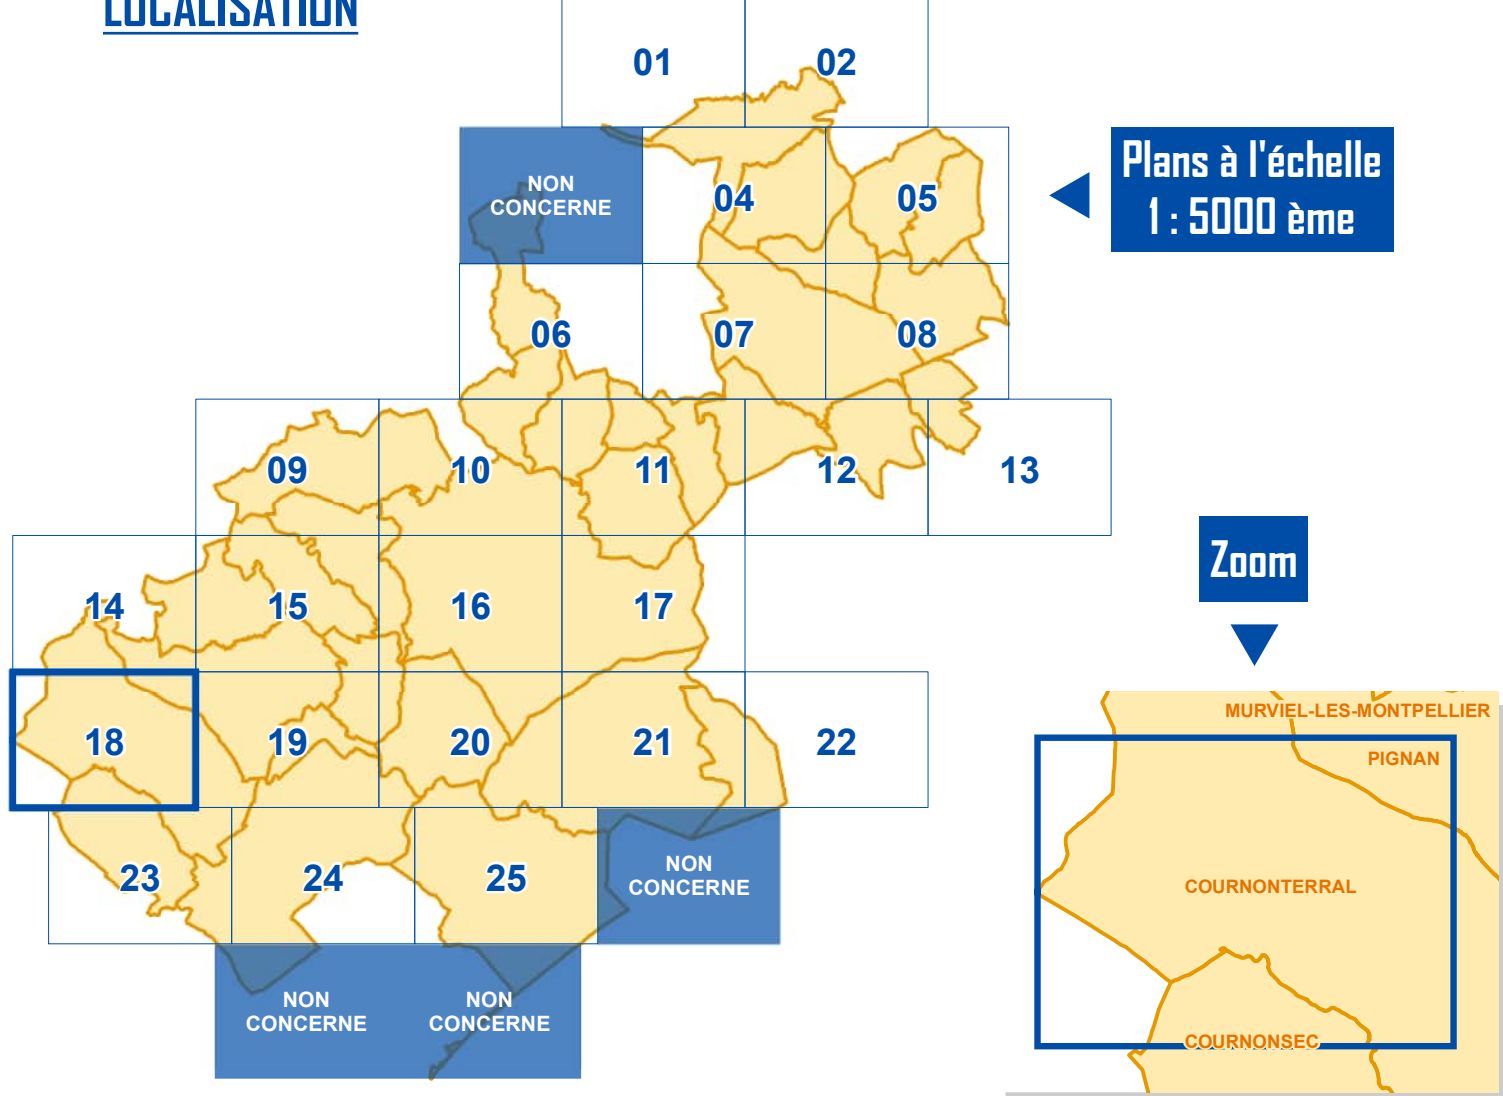 LOCALISATION
01
02
NON
CONCERNE
04
05
Plans à l'échelle
1 : 5000 ème
06
07
08
09
10
11
12
13
14
15
16
17
Zoom
18
19
20
21
22
23
24
25
NON
CONCERNE
NON
CONCERNE
NON
CONCERNE
MURVIEL-LES-MONTPELLIER
PIGNAN
COURNONTERRAL
COURNONSEC